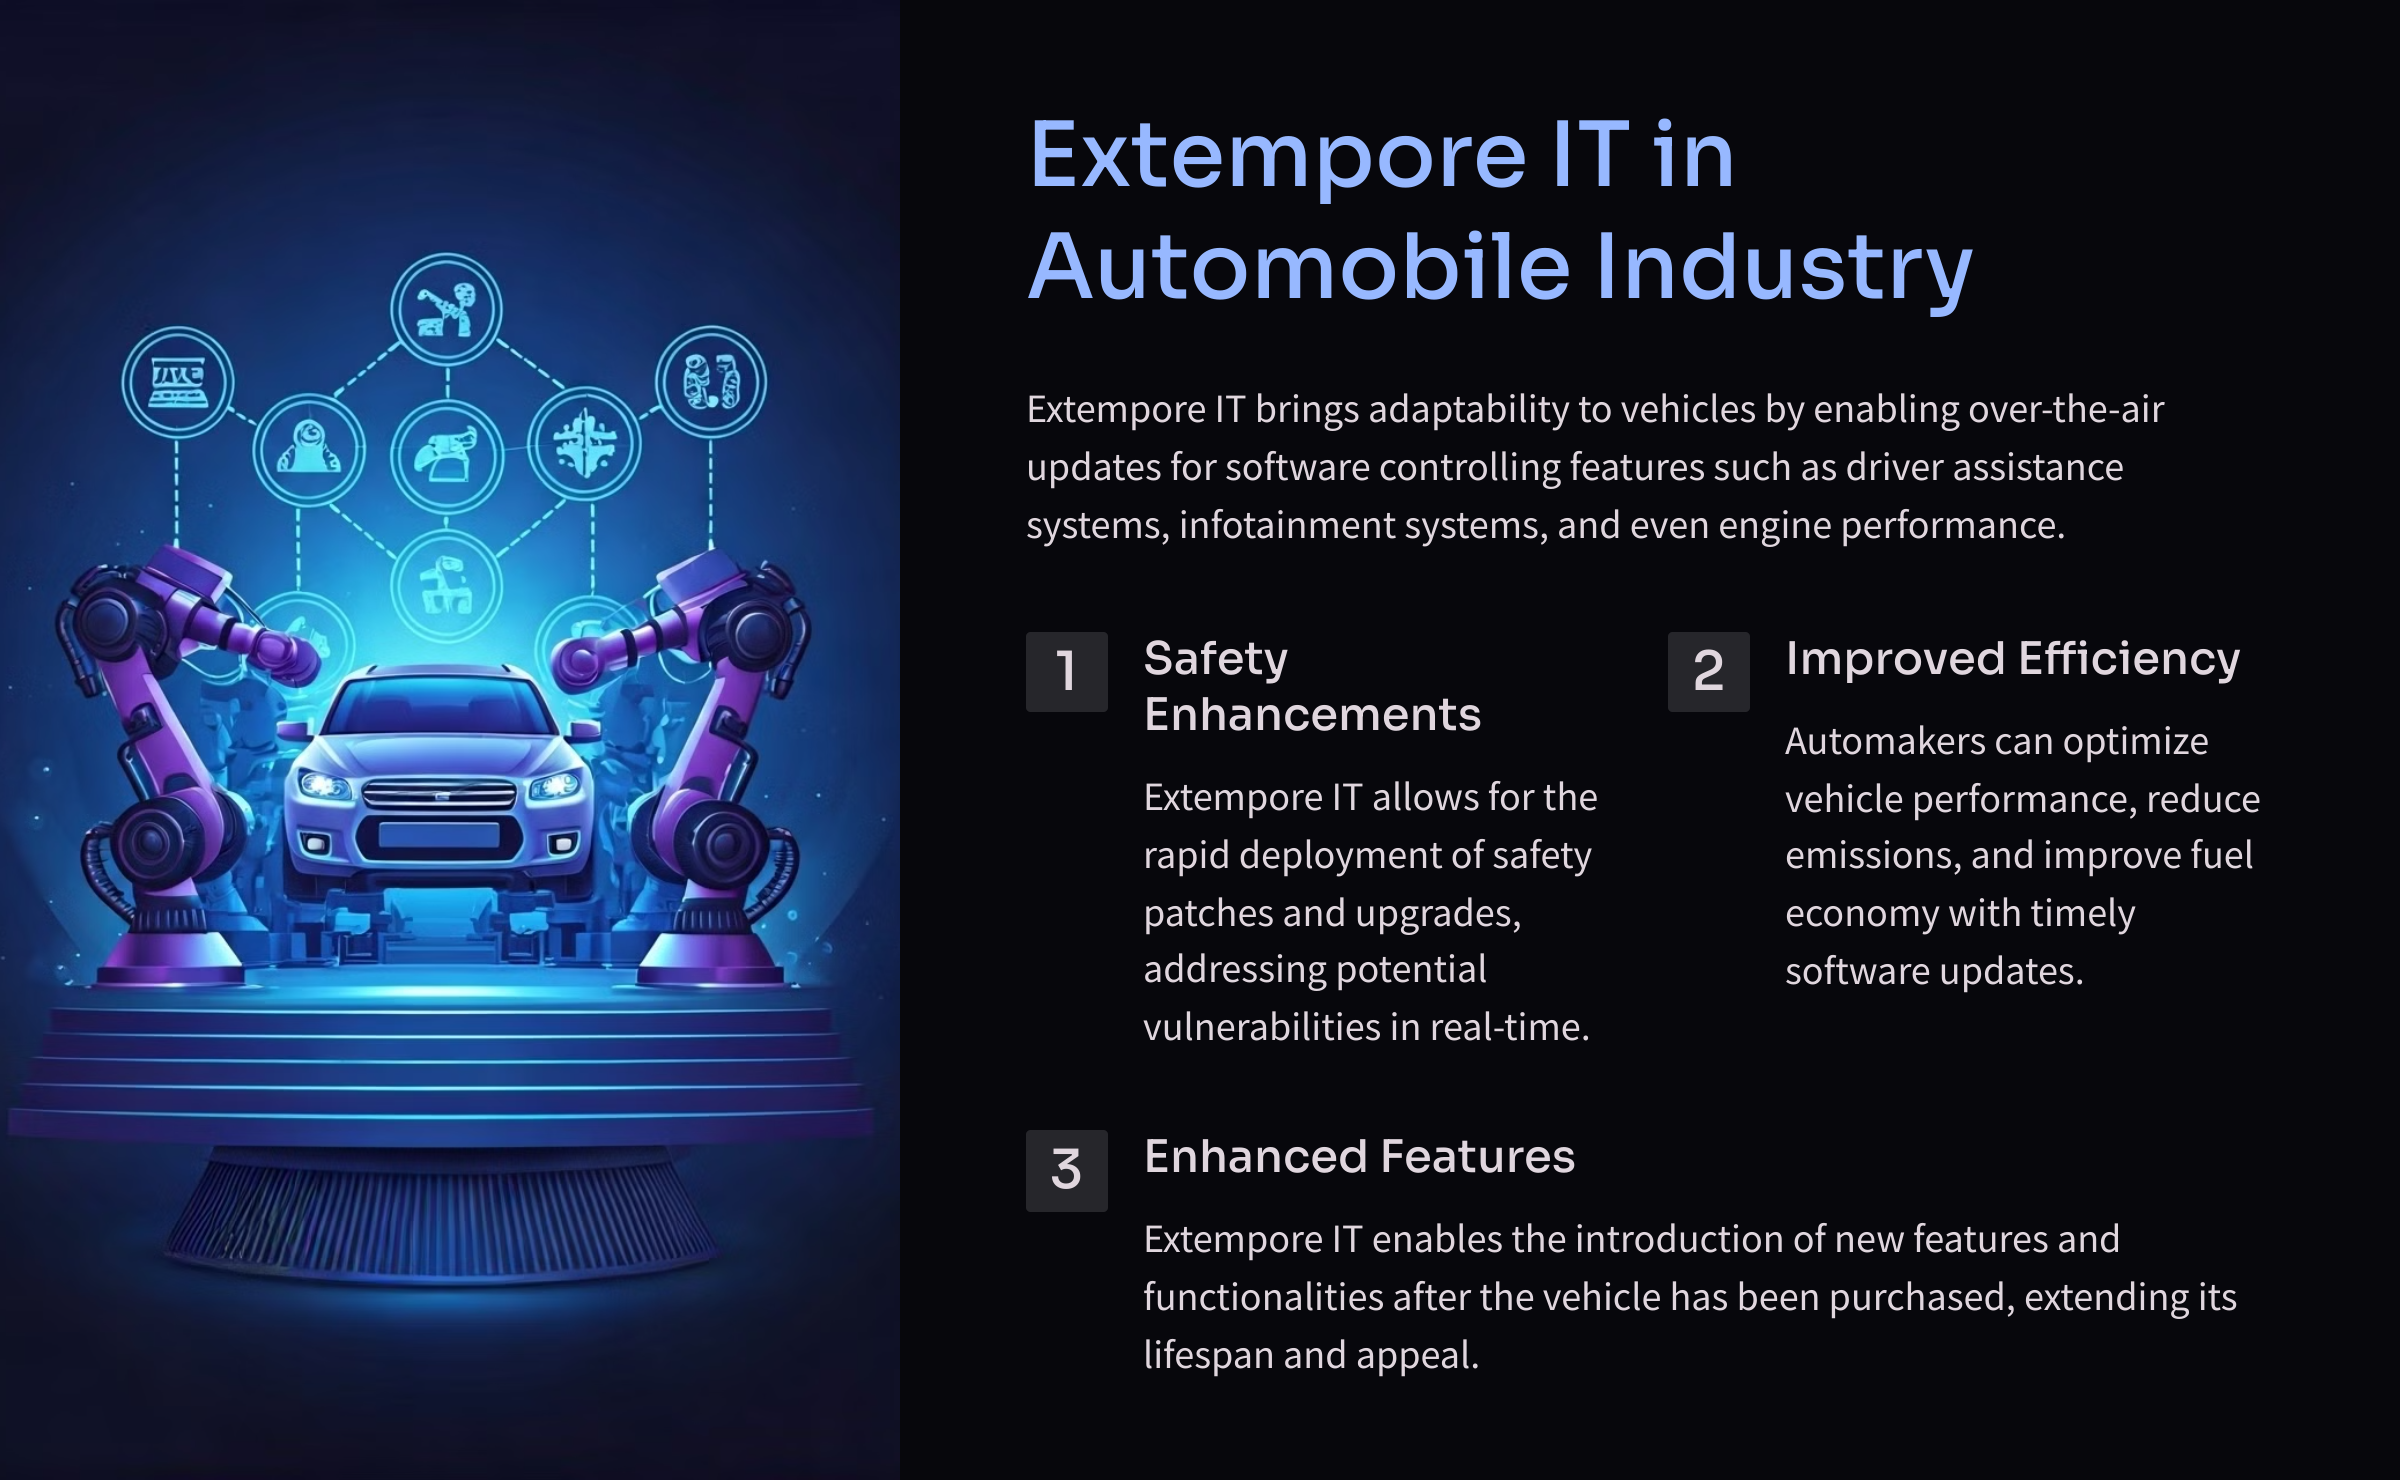 Extempore IT in
Automobile Industry
Extempore IT brings adaptability to vehicles by enabling over-the-air
updates for software controlling features such as driver assistance
systems, infotainment systems, and even engine performance.
1
Safety
Enhancements
Extempore IT allows for the
rapid deployment of safety
patches and upgrades,
addressing potential
vulnerabilities in real-time.
2
Improved Efficiency
Automakers can optimize
vehicle performance, reduce
emissions, and improve fuel
economy with timely
software updates.
3
Enhanced Features
Extempore IT enables the introduction of new features and
functionalities after the vehicle has been purchased, extending its
lifespan and appeal.